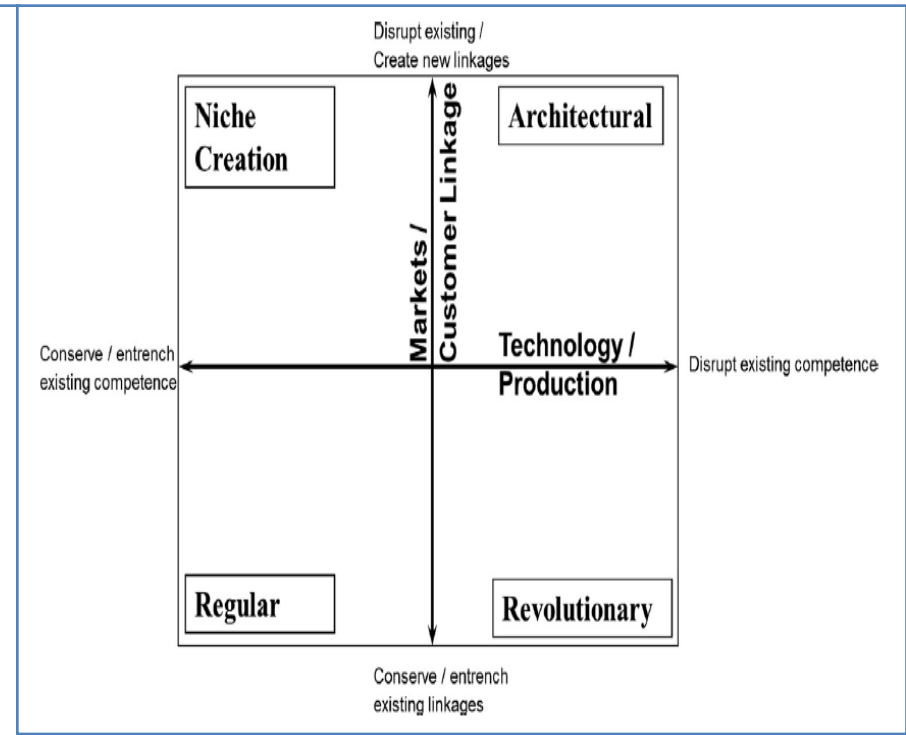 Disrupt existing /
Create new linkages
Niche
Creation
Architectural
Markets /
Customer Linkage
Conserve / entrench
existing competence
Technology /
Production
Disrupt existing competence
Regular
Revolutionary
Conserve / entrench
existing linkages